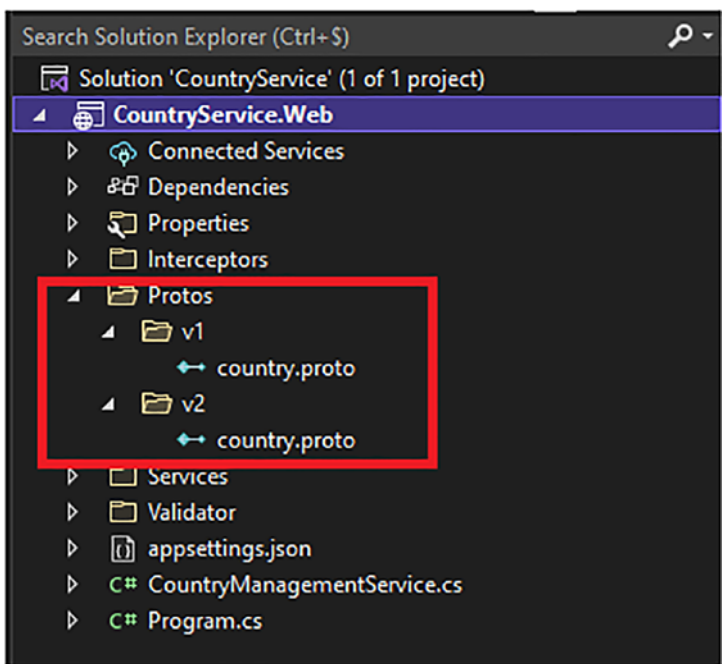 Search Solution Explorer (Ctrl+$)
Solution 'CountryService' (1 of 1 project)
CountryService.Web
Connected Services
Dependencies
Properties
Interceptors
Protos
v1
country.proto
v2
country.proto
Services
Validator
appsettings.json
C# CountryManagementService.cs
C# Program.cs